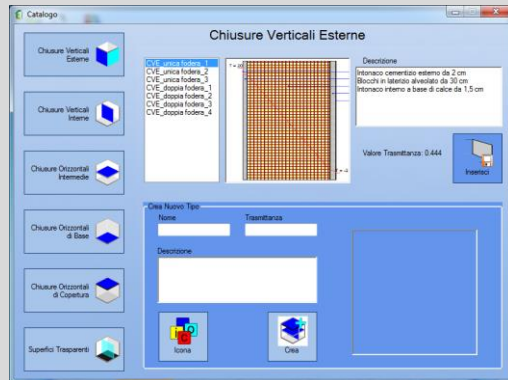 Catalogo
Chiusure Verticali Esterne
Chiusure Verticali
Esterne
Chiusure Verticali
Interne
Chiusure Orizzontali
Intermedie
Chiusure Orizzontali
di Base
Chiusure Orizzontali
di Copertura
Superfici Trasparenti
CVE_unica fodera_1
CVE_unica fodera_2
CVE_unica fodera_3
CVE_doppia fodera_1
CVE_doppia fodera_2
CVE_doppia fodera_3
CVE_doppia fodera_4
Descrizione
Intonaco cementizio esterno da 2 cm
Blocchi in laterizio alveolato da 30 cm
Intonaco interno a base di calce da 1,5 cm
Valore Trasmittanza: 0.444
Inserisci
Crea Nuovo Tipo
Nome
Trasmittanza
Descrizione
Icona
Crea